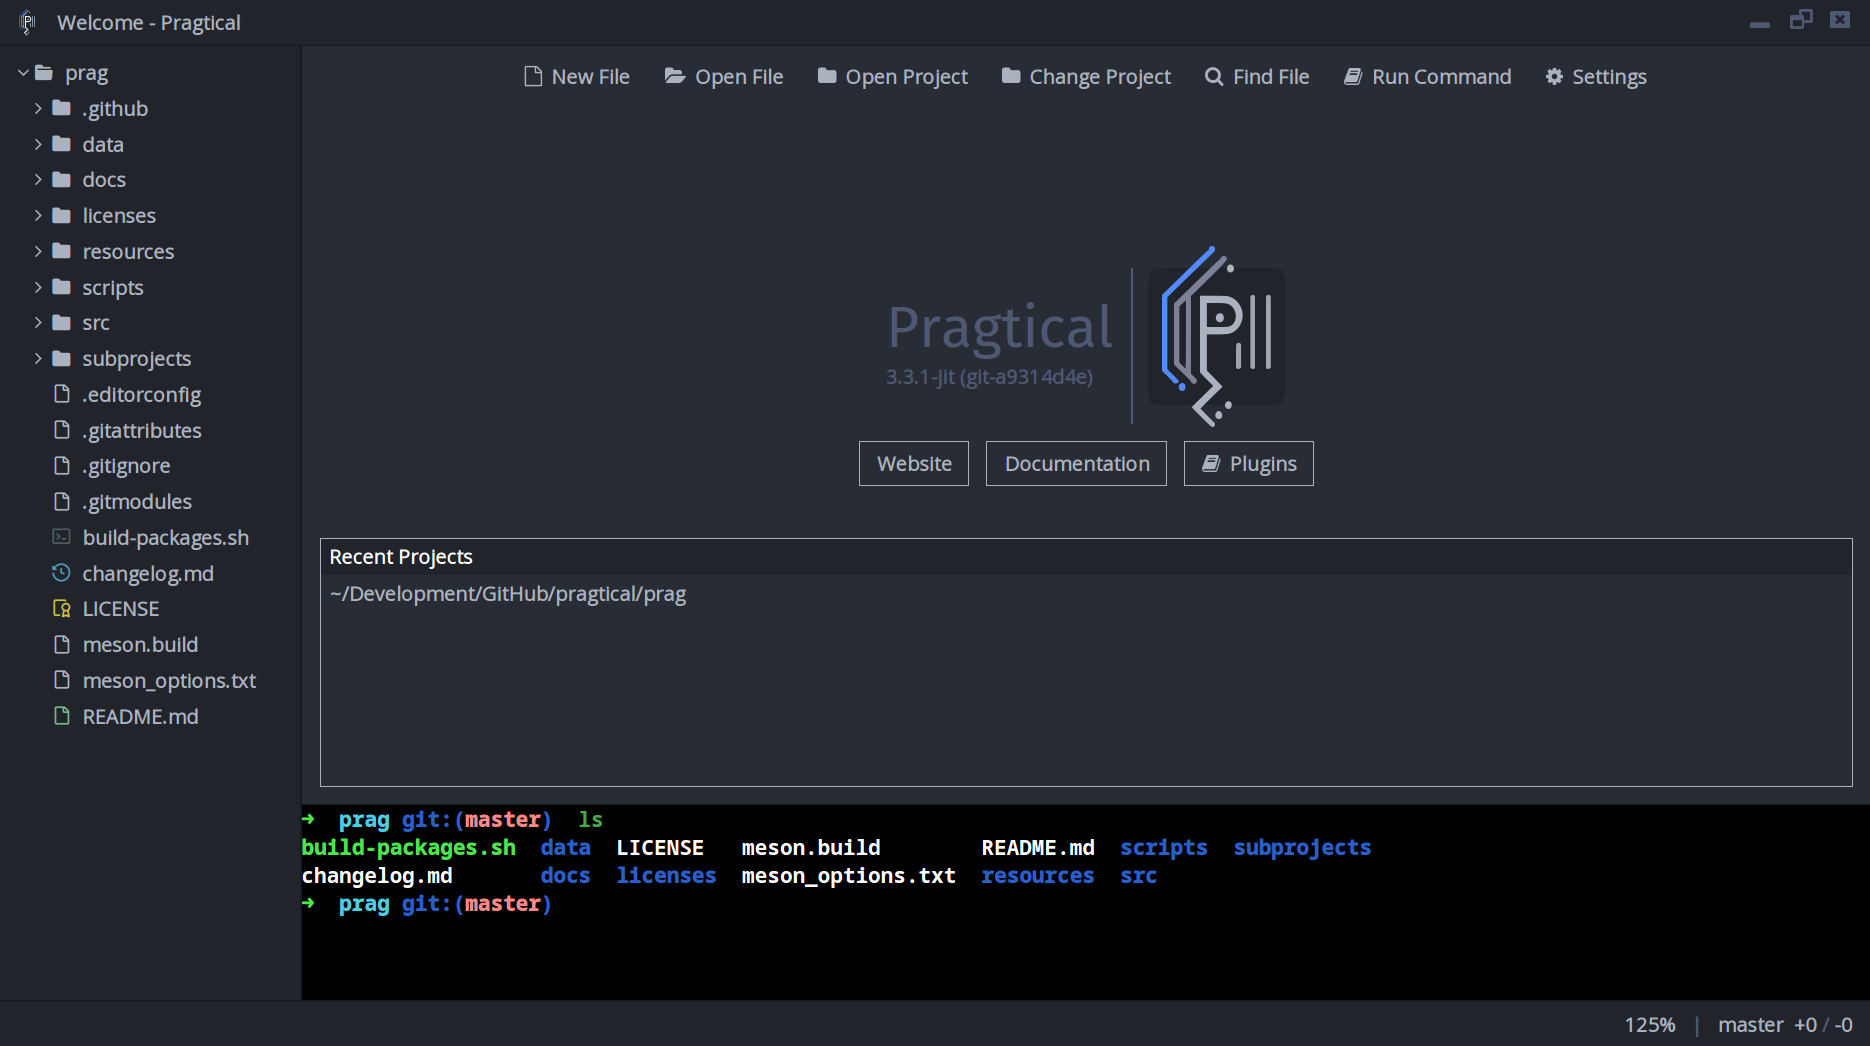 Welcome - Pragtical
prag
.github
data
docs
licenses
resources
scripts
src
subprojects
.editorconfig
.gitattributes
.gitignore
.gitmodules
build-packages.sh
changelog.md
LICENSE
meson.build
meson_options.txt
README.md
New File Open File Open Project Change Project Find File Run Command Settings
Pragtical
3.3.1-jit (git-a9314d4e)
Website Documentation Plugins
Recent Projects
~/Development/GitHub/pragtical/prag
➜ prag git:(master) ls
build-packages.sh data LICENSE meson.build README.md scripts subprojects
changelog.md docs licenses meson_options.txt resources src
➜ prag git:(master)
125% | master +0 / -0